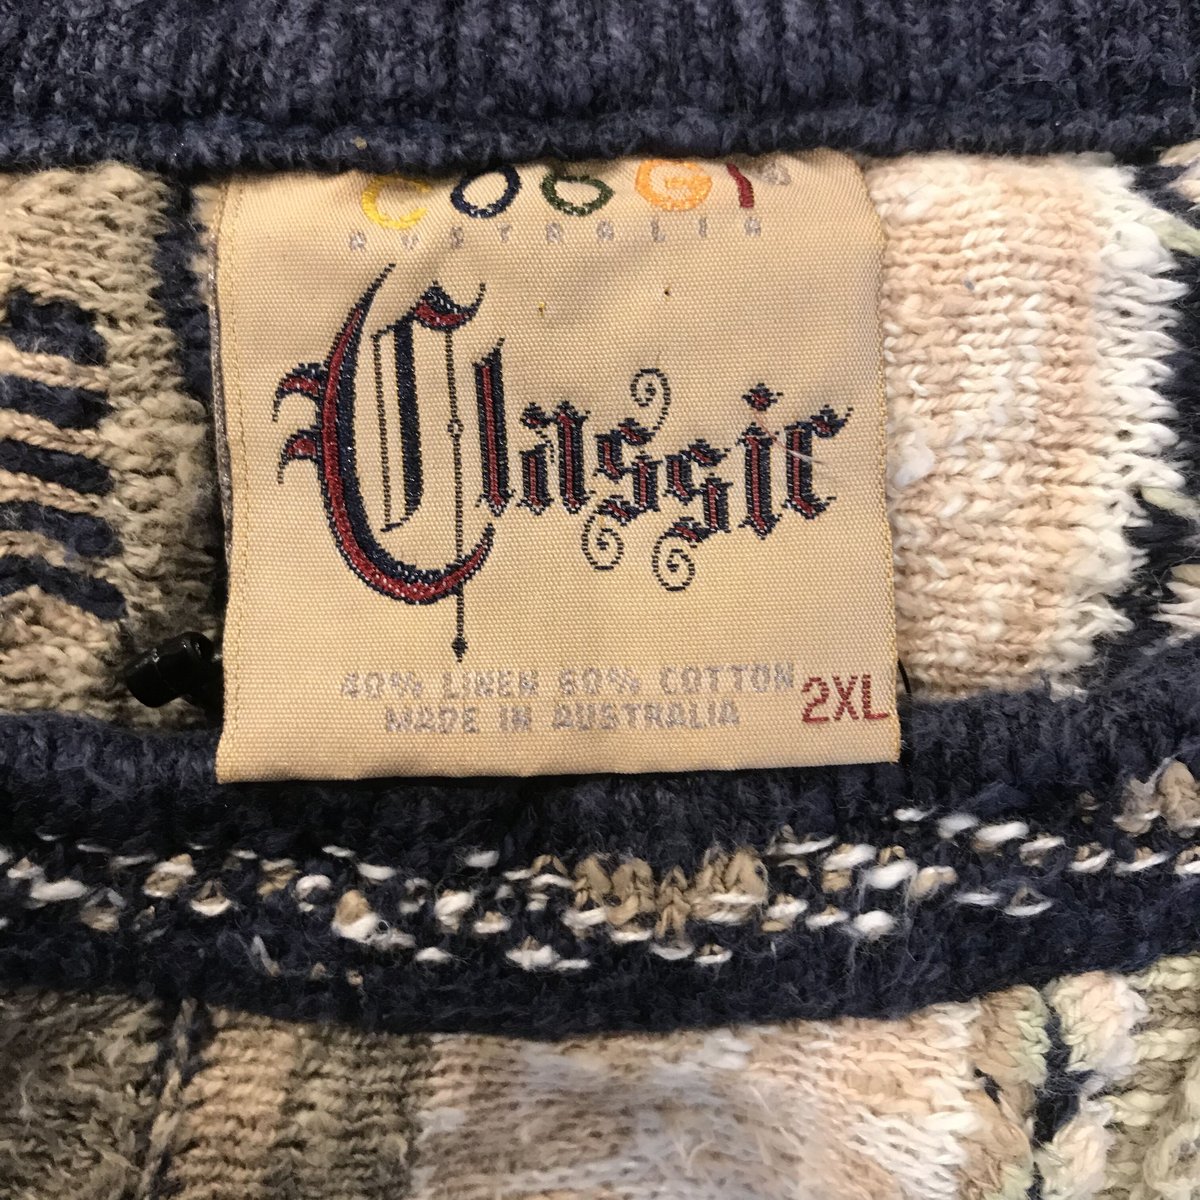 COOGI
AUSTRALIA
Classic
40% LINEN 60% COTTON
MADE IN AUSTRALIA 2XL